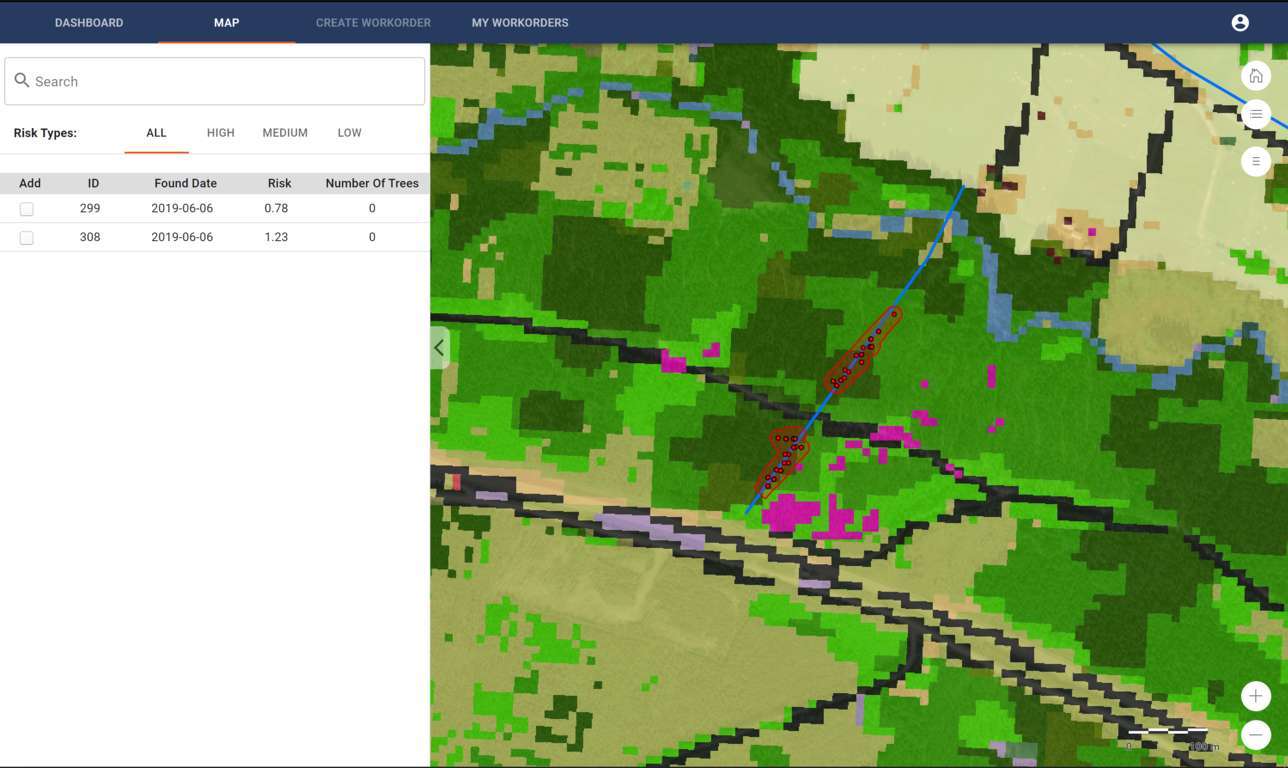 DASHBOARD MAP CREATE WORKORDER MY WORKORDERS
Search
Risk Types: ALL HIGH MEDIUM LOW
Add ID Found Date Risk Number Of Trees
299 2019-06-06 0.78 0
308 2019-06-06 1.23 0
0 100 m